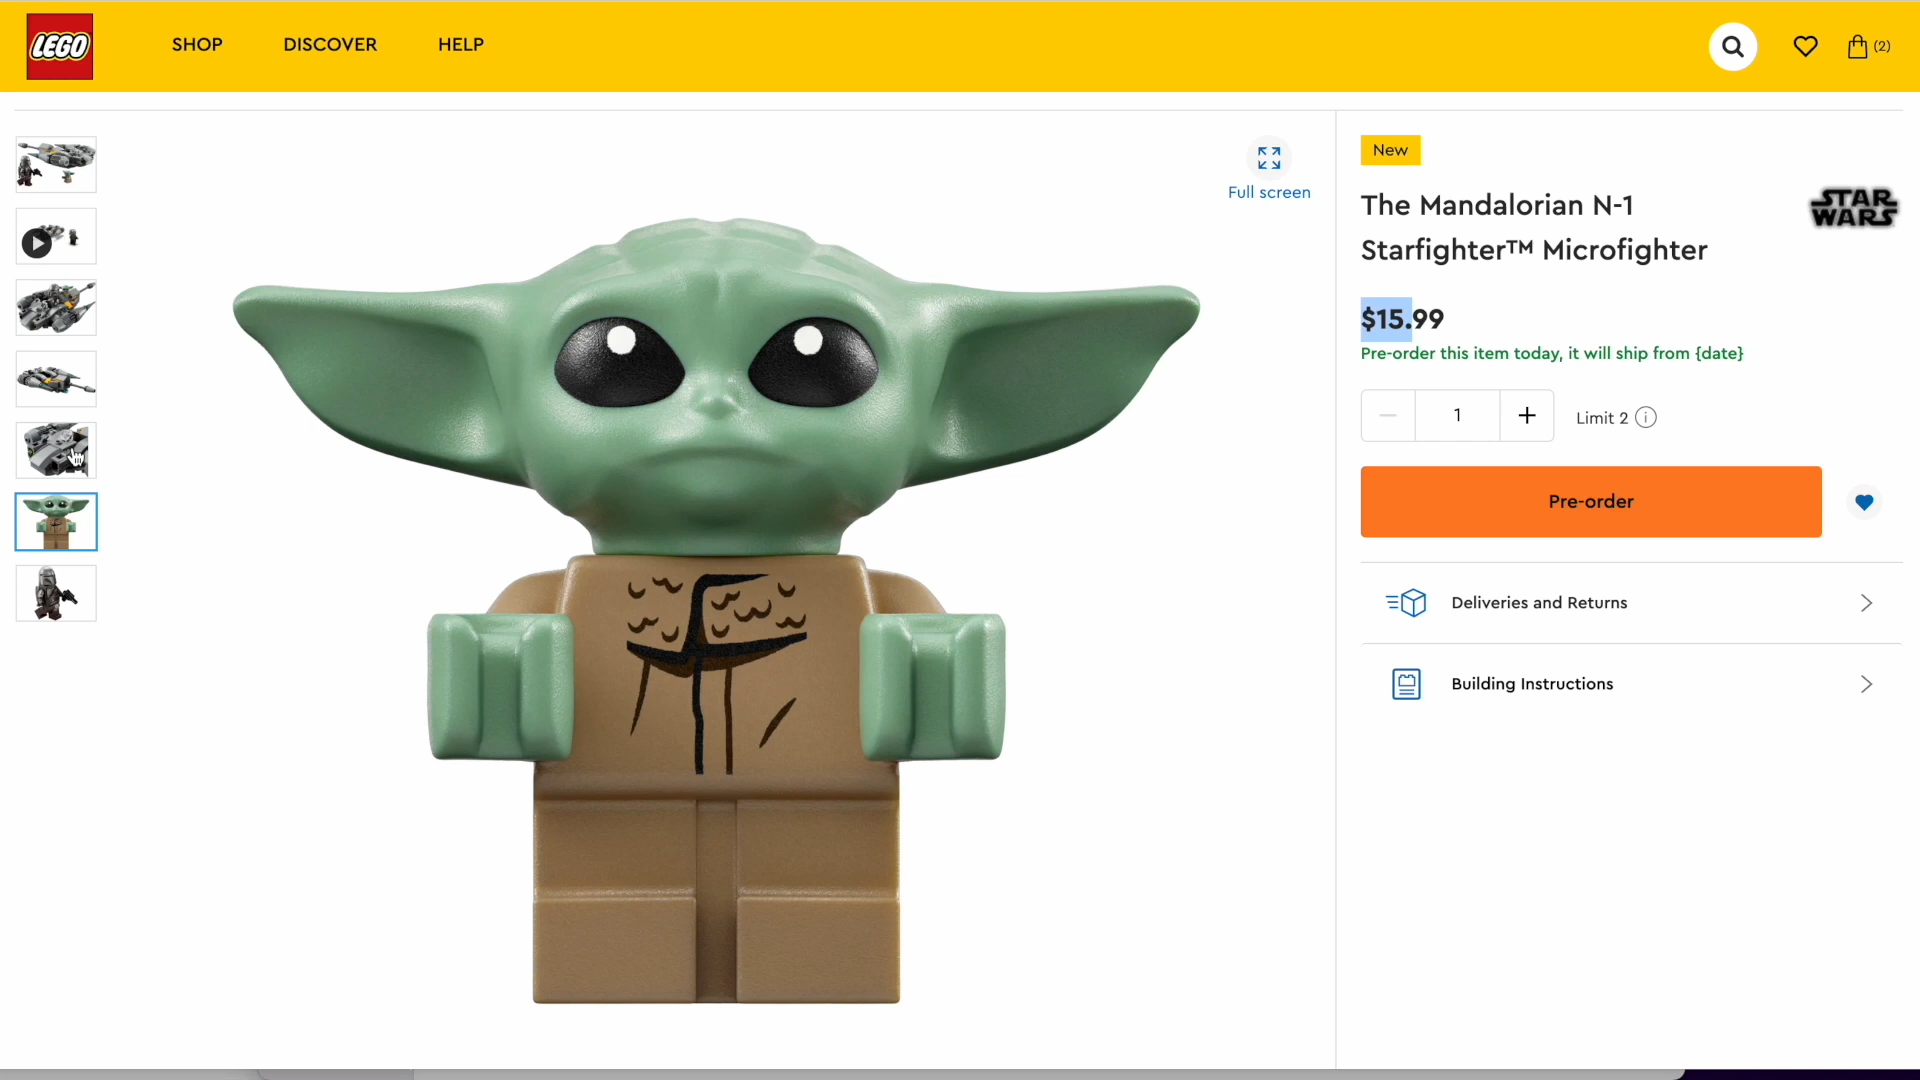 LEGO
SHOP
DISCOVER
HELP
(2)
Full screen
New
The Mandalorian N-1
Starfighter™ Microfighter
STAR
WARS
$15.99
Pre-order this item today, it will ship from {date}
1
Limit 2
Pre-order
Deliveries and Returns
Building Instructions